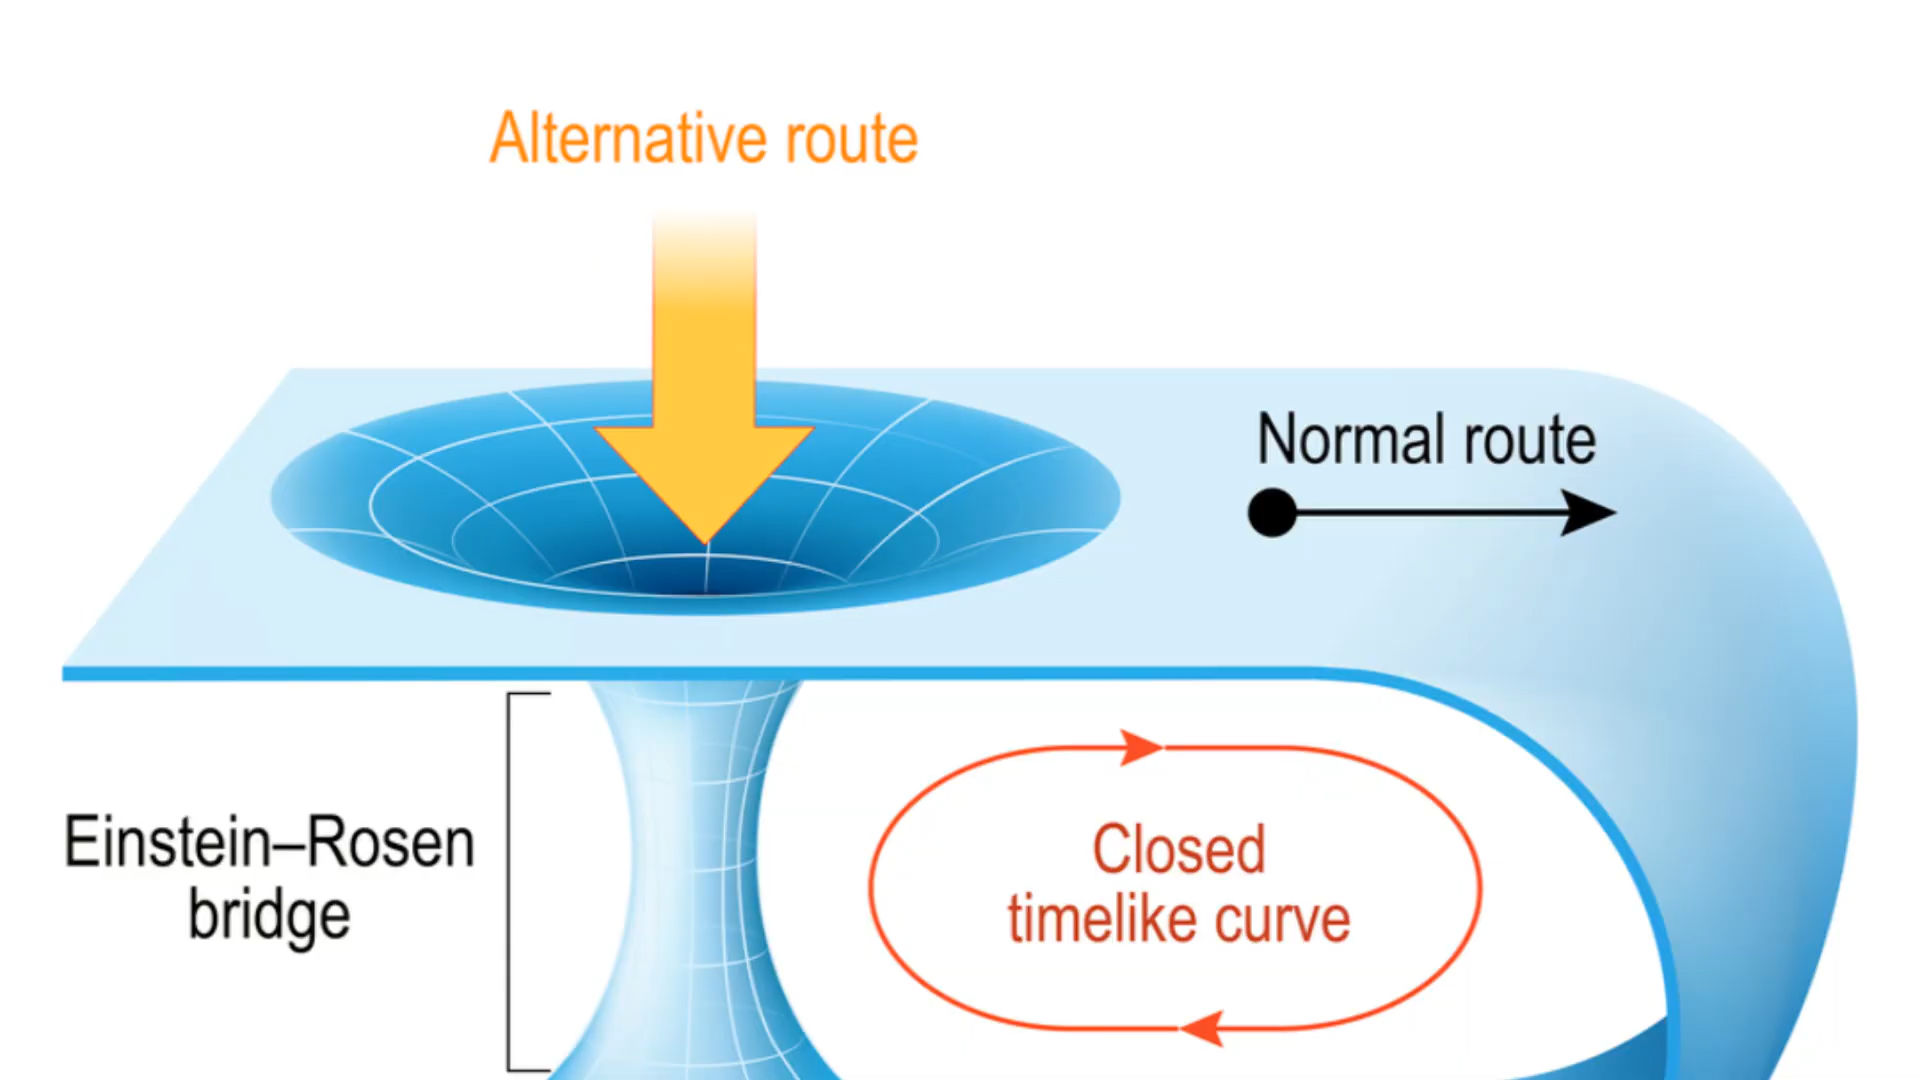 Alternative route
Normal route
Einstein–Rosen
bridge
Closed
timelike curve